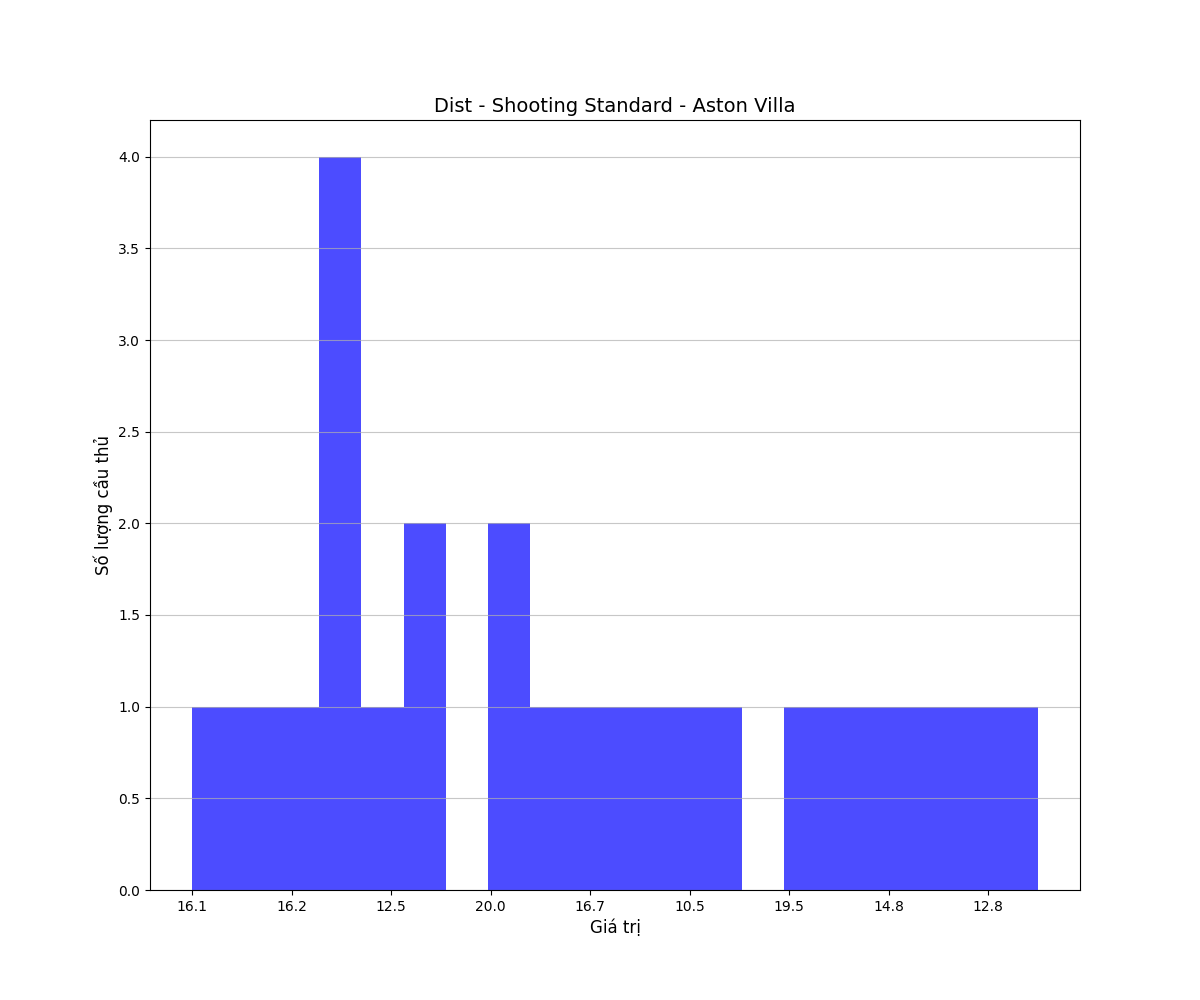 Dist - Shooting Standard - Aston Villa
4.0
3.5
3.0
2.5
2.0
1.5
1.0
0.5
0.0
Số lượng cầu thủ
16.1 16.2 12.5 20.0 16.7 10.5 19.5 14.8 12.8
Giá trị